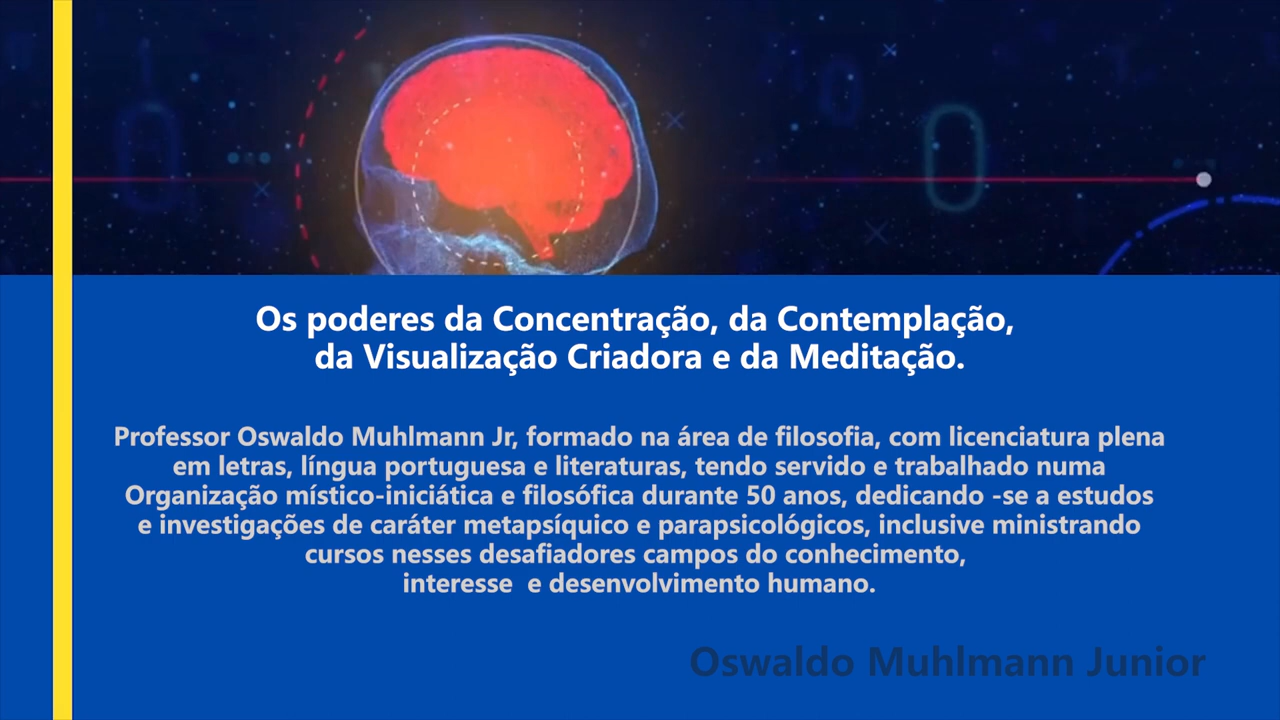 Os poderes da Concentração, da Contemplação,
da Visualização Criadora e da Meditação.
Professor Oswaldo Muhlmann Jr, formado na área de filosofia, com licenciatura plena
em letras, língua portuguesa e literaturas, tendo servido e trabalhado numa
Organização místico-iniciática e filosófica durante 50 anos, dedicando -se a estudos
e investigações de caráter metapsíquico e parapsicológicos, inclusive ministrando
cursos nesses desafiadores campos do conhecimento,
interesse  e desenvolvimento humano.
Oswaldo Muhlmann Junior